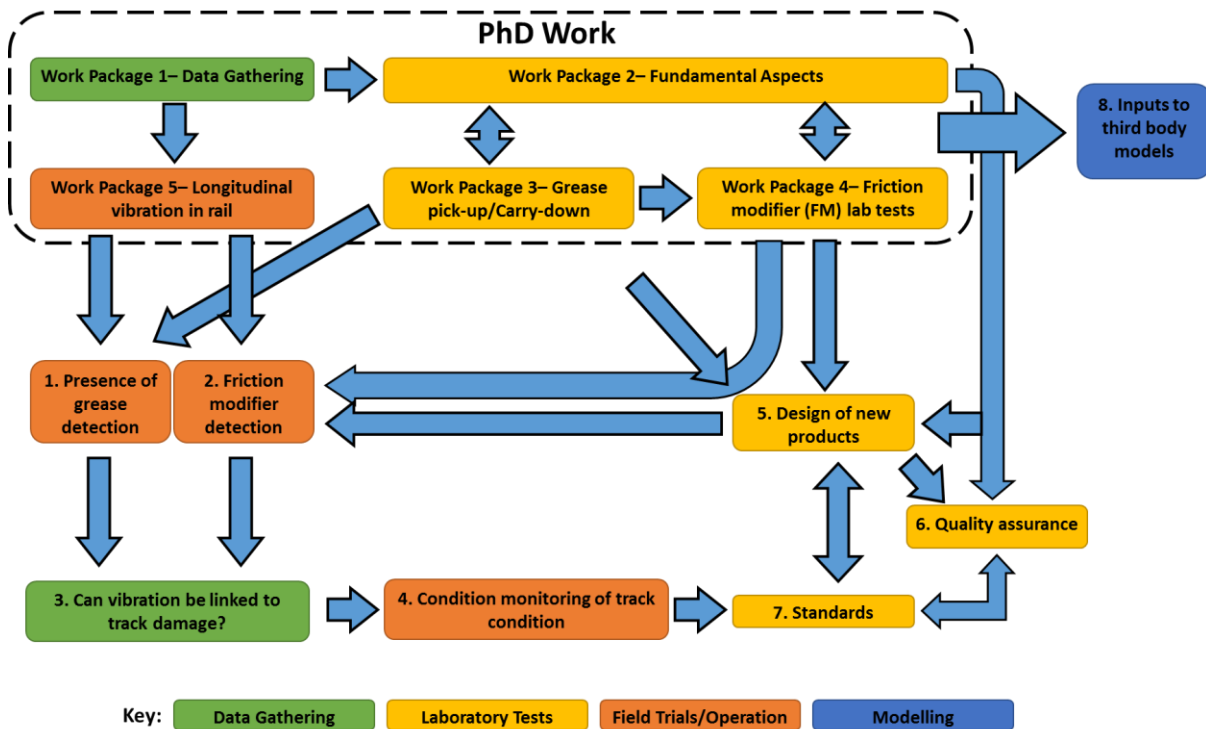 PhD Work
Work Package 1– Data Gathering
Work Package 2– Fundamental Aspects
8. Inputs to
third body
models
Work Package 5– Longitudinal
vibration in rail
Work Package 3– Grease
pick-up/Carry-down
Work Package 4– Friction
modifier (FM) lab tests
1. Presence of
grease
detection
2. Friction
modifier
detection
5. Design of new
products
6. Quality assurance
3. Can vibration be linked to
track damage?
4. Condition monitoring of track
condition
7. Standards
Key:
Data Gathering
Laboratory Tests
Field Trials/Operation
Modelling